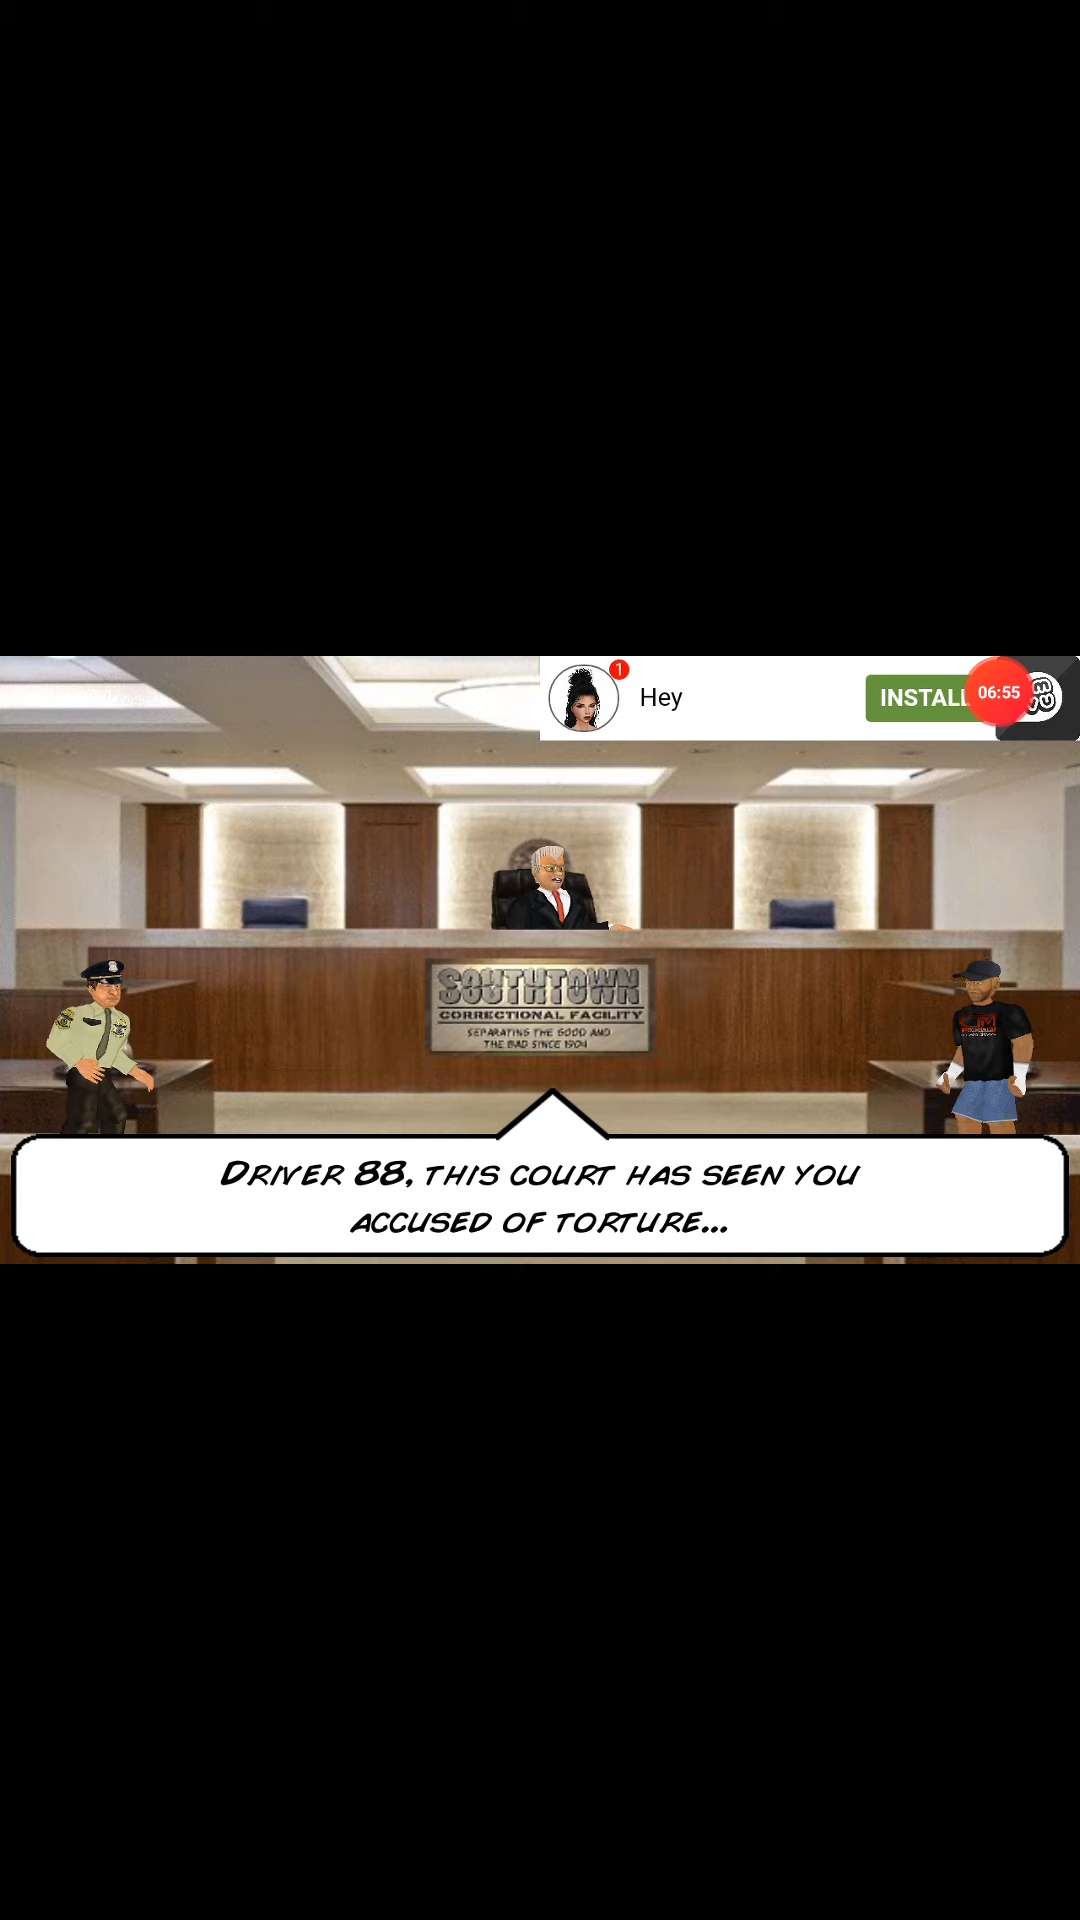 1
Hey
INSTALL
06:55
SOUTHTOWN
CORRECTIONAL FACILITY
SEPARATING THE GOOD AND
THE BAD SINCE 1904
DRIVER 88, THIS COURT HAS SEEN YOU
ACCUSED OF TORTURE...